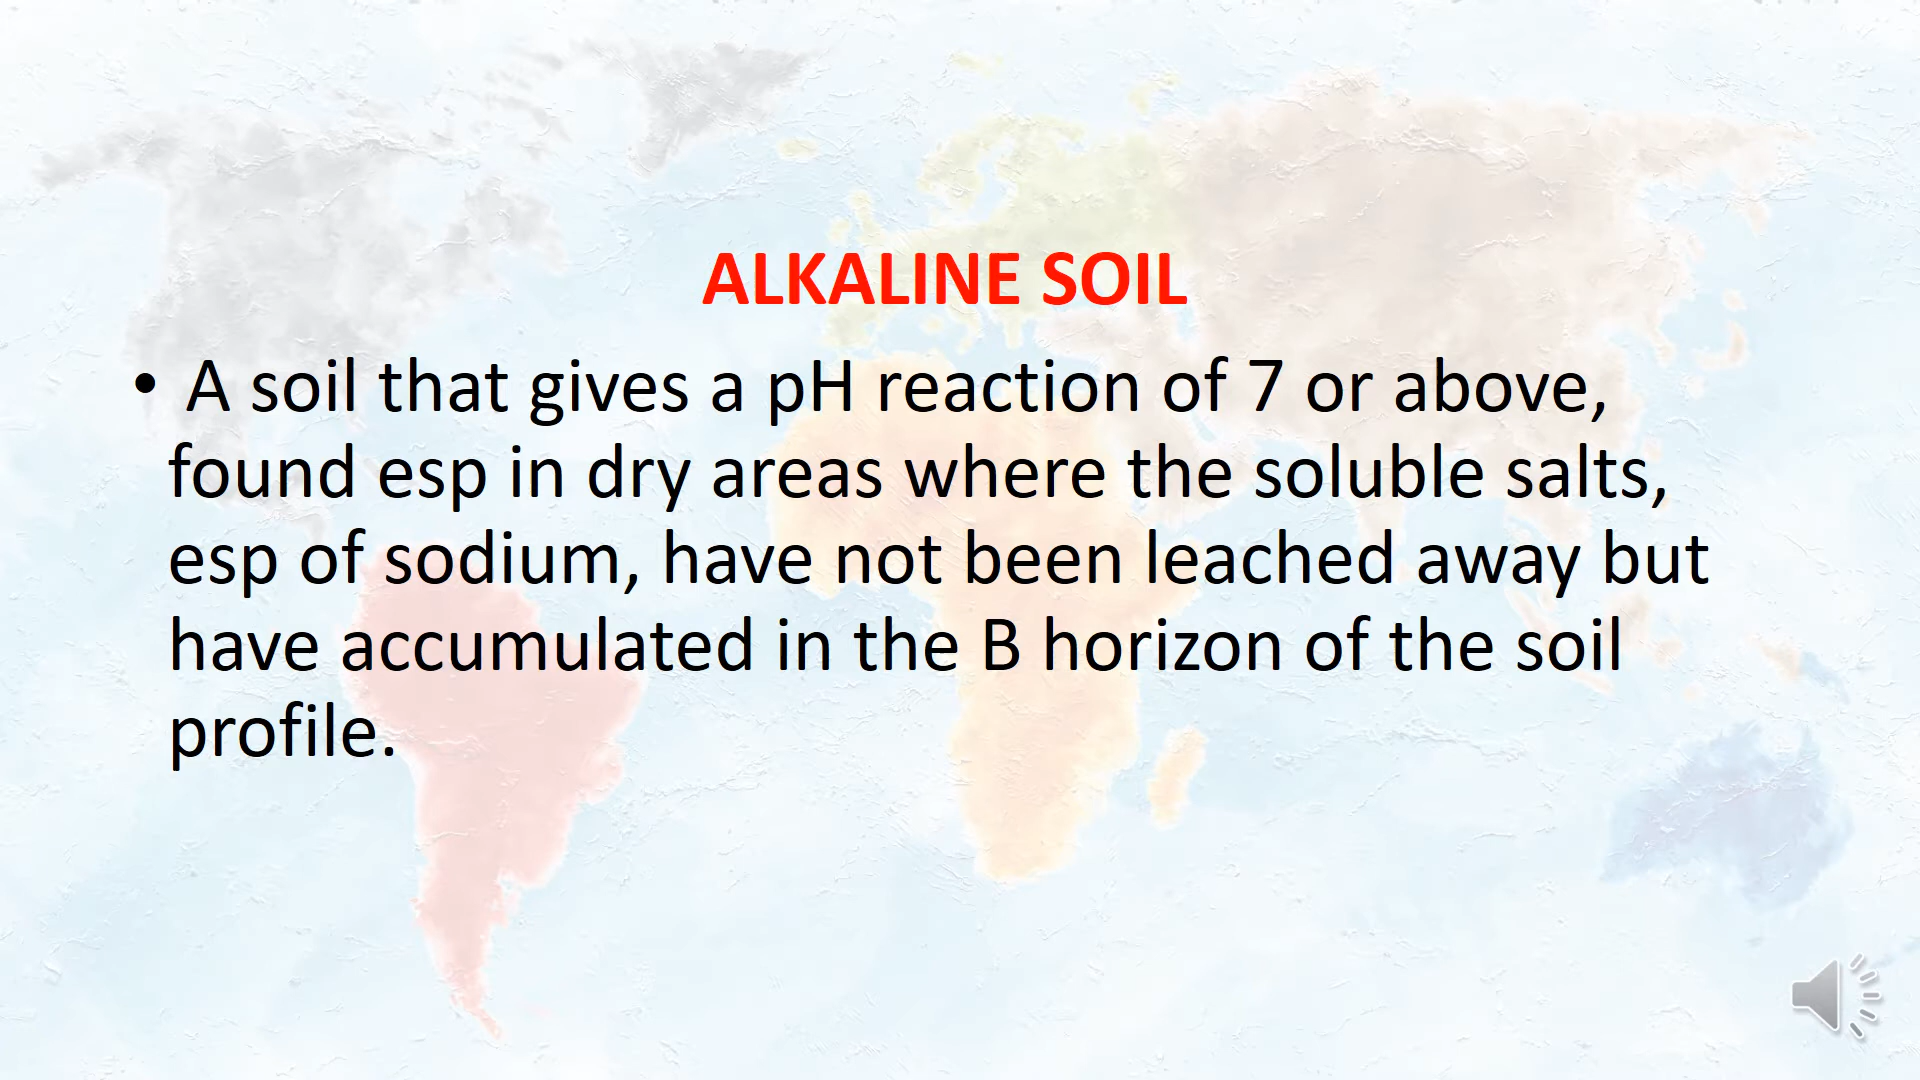 ALKALINE SOIL
• A soil that gives a pH reaction of 7 or above,
found esp in dry areas where the soluble salts,
esp of sodium, have not been leached away but
have accumulated in the B horizon of the soil
profile.